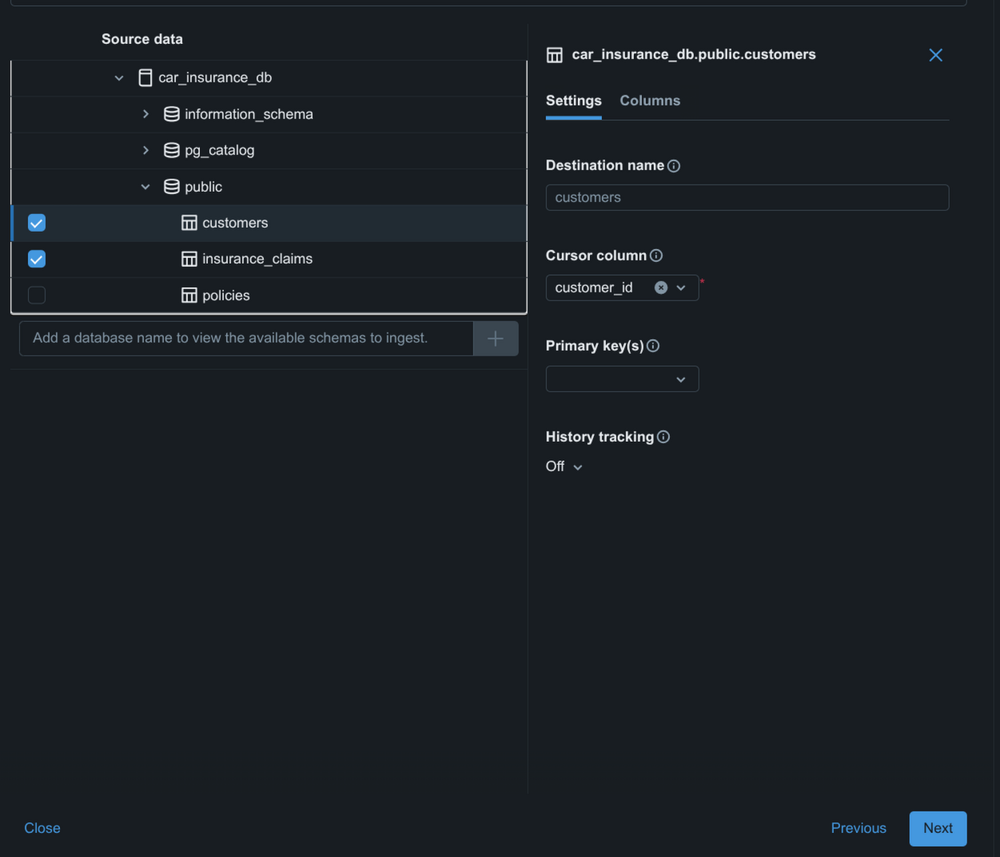 Source data
car_insurance_db
information_schema
pg_catalog
public
customers
insurance_claims
policies
Add a database name to view the available schemas to ingest.
car_insurance_db.public.customers
Settings Columns
Destination name
customers
Cursor column
customer_id *
Primary key(s)
History tracking
Off
Close
Previous
Next